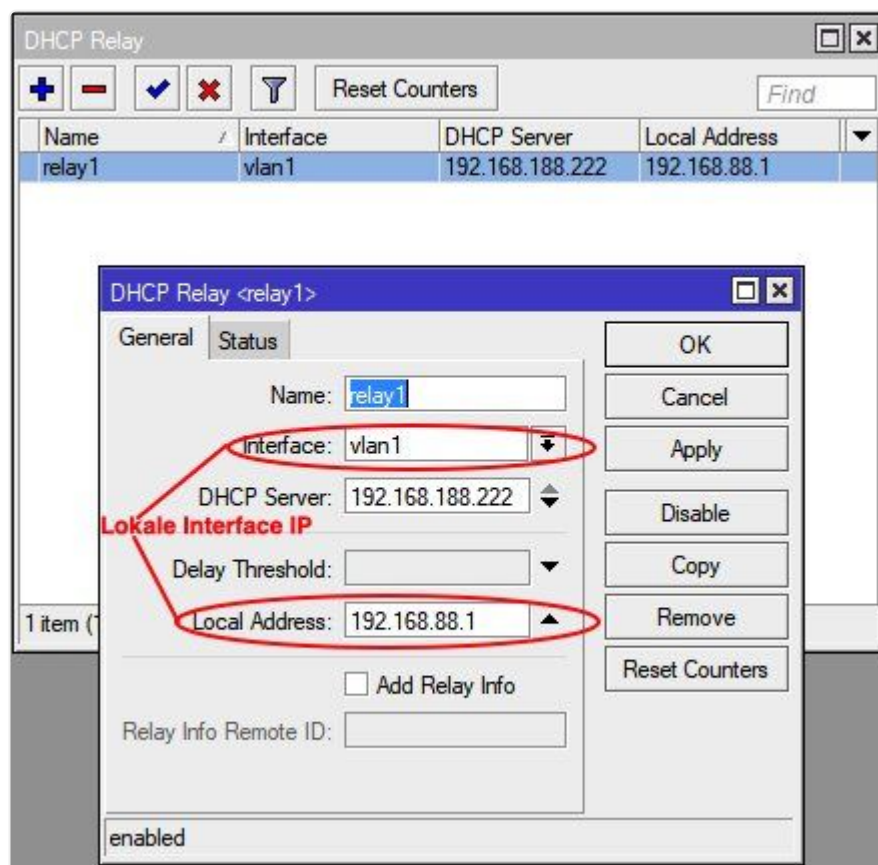 DHCP Relay
Reset Counters
Find
Name Interface DHCP Server Local Address
relay1 vlan1 192.168.188.222 192.168.88.1
DHCP Relay <relay1>
General Status
OK
Name: relay1
Cancel
Interface: vlan1
Apply
DHCP Server: 192.168.188.222
Disable
Lokale Interface IP
Delay Threshold:
Copy
1 item (
Local Address: 192.168.88.1
Remove
Add Relay Info
Reset Counters
Relay Info Remote ID:
enabled